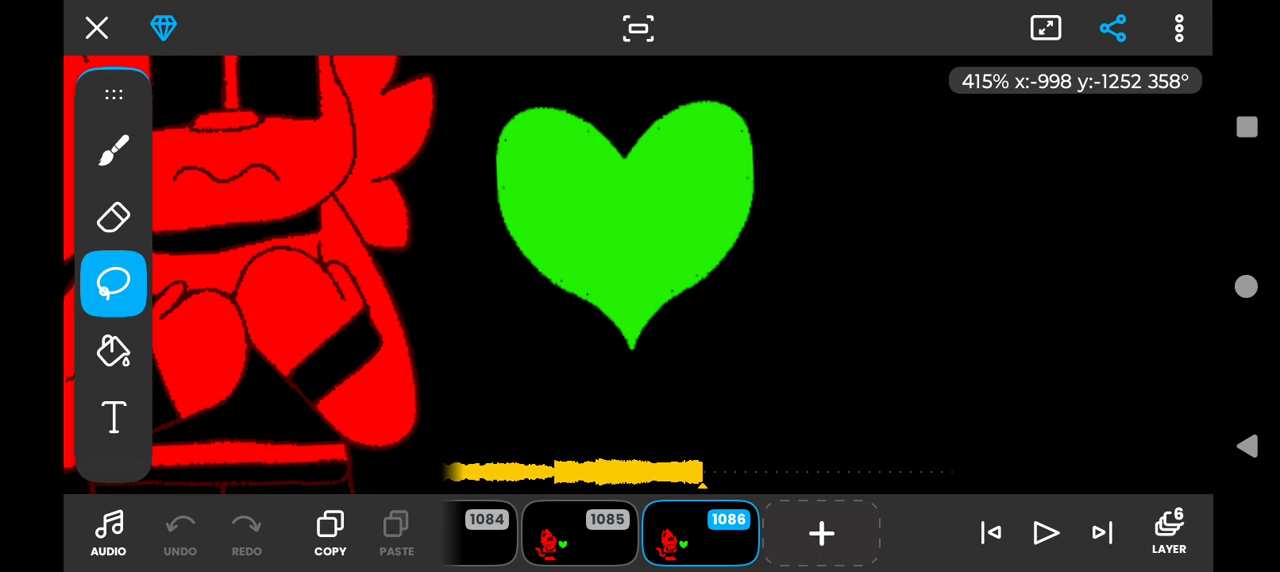 415% x:-998 y:-1252 358°
T
1084
1085
1086
6
AUDIO
UNDO
REDO
COPY
PASTE
LAYER